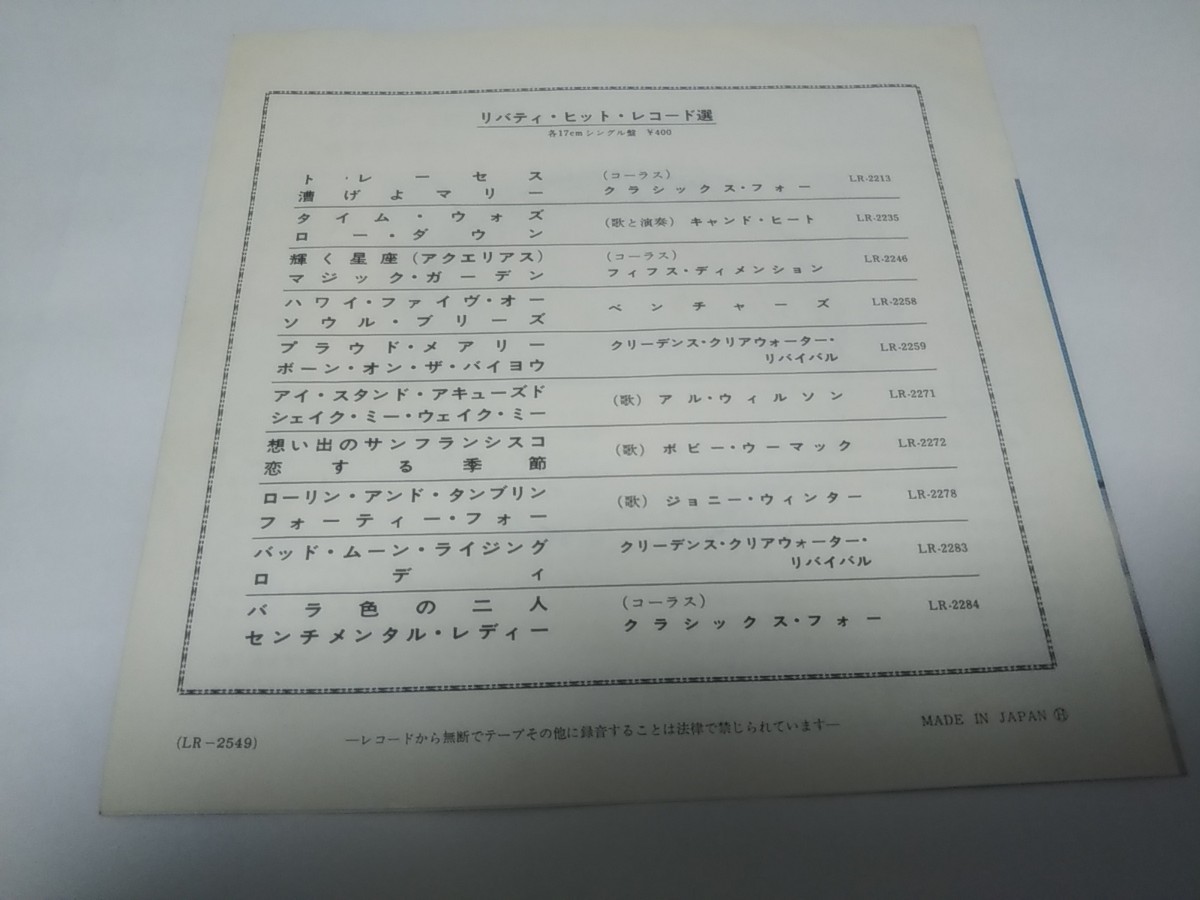 リバティ・ヒット・レコード選
各17cmシングル盤 ¥400
トレーセス (コーラス) LR-2213
漕げよマリー クラシックス・フォー
タイム・ウォズ (歌と演奏) キャンド・ヒート LR-2235
ロー・ダウン
輝く星座(アクエリアス) (コーラス) LR-2246
マジック・ガーデン フィフス・ディメンション
ハワイ・ファイヴ・オー ベンチャーズ LR-2258
ソウル・ブリーズ
プラウド・メアリー クリーデンス・クリアウォーター・ LR-2259
ボーン・オン・ザ・バイヨウ リバイバル
アイ・スタンド・アキューズド (歌) アル・ウィルソン LR-2271
シェイク・ミー・ウェイク・ミー
想い出のサンフランシスコ (歌) ボビー・ウーマック LR-2272
恋する季節
ローリン・アンド・タンブリン (歌) ジョニー・ウィンター LR-2278
フォーティー・フォー
バッド・ムーン・ライジング クリーデンス・クリアウォーター・ LR-2283
ロディ リバイバル
バラ色の二人 (コーラス) LR-2284
センチメンタル・レディー クラシックス・フォー
(LR-2549) —レコードから無断でテープその他に録音することは法律で禁じられています— MADE IN JAPAN